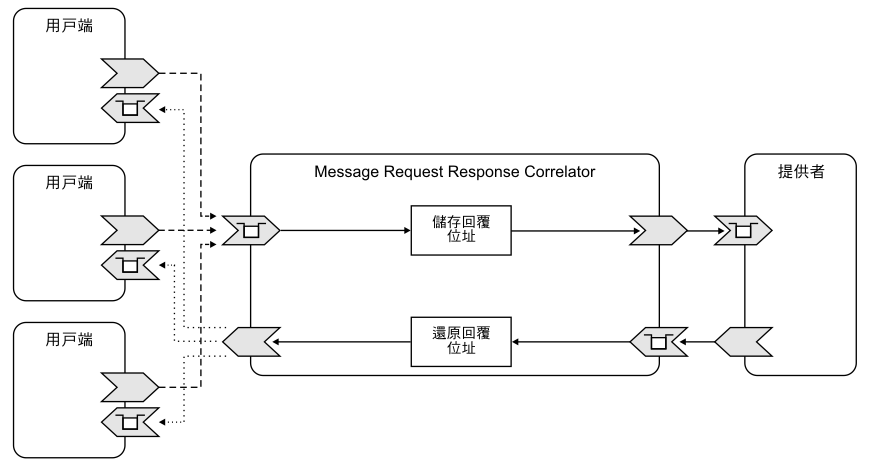 用戶端
用戶端
用戶端
Message Request Response Correlator
儲存回覆
位址
還原回覆
位址
提供者